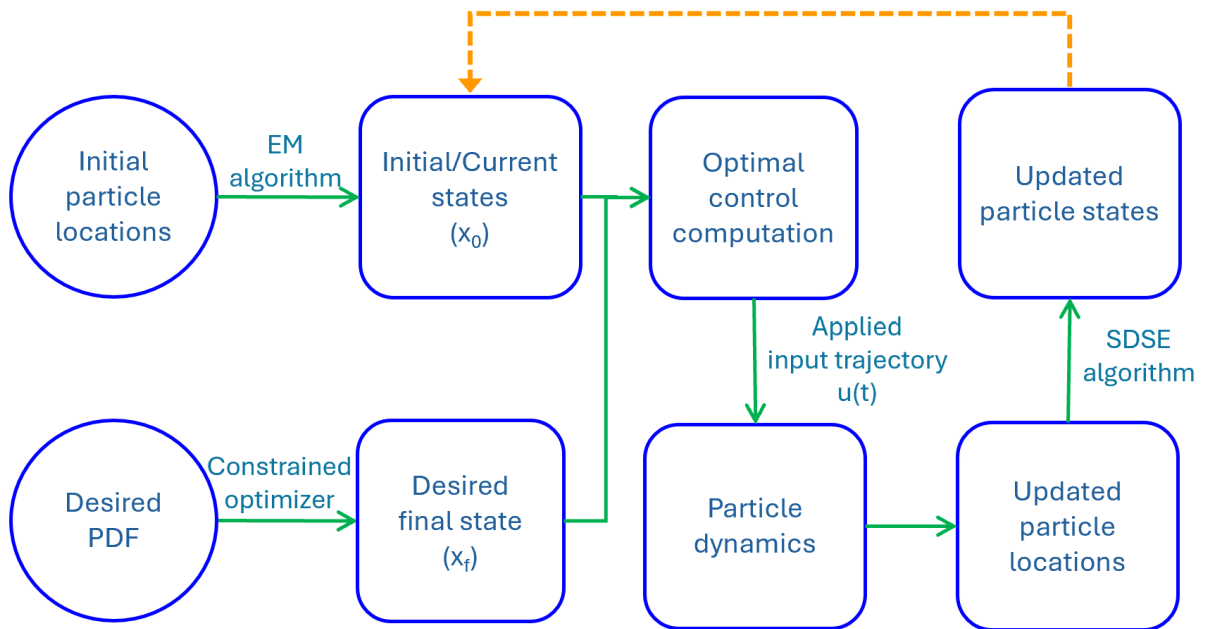 Initial
particle
locations
EM
algorithm
Initial/Current
states
(x₀)
Optimal
control
computation
Updated
particle states
Applied
input trajectory
u(t)
SDSE
algorithm
Desired
PDF
Constrained
optimizer
Desired
final state
(x_f)
Particle
dynamics
Updated
particle
locations